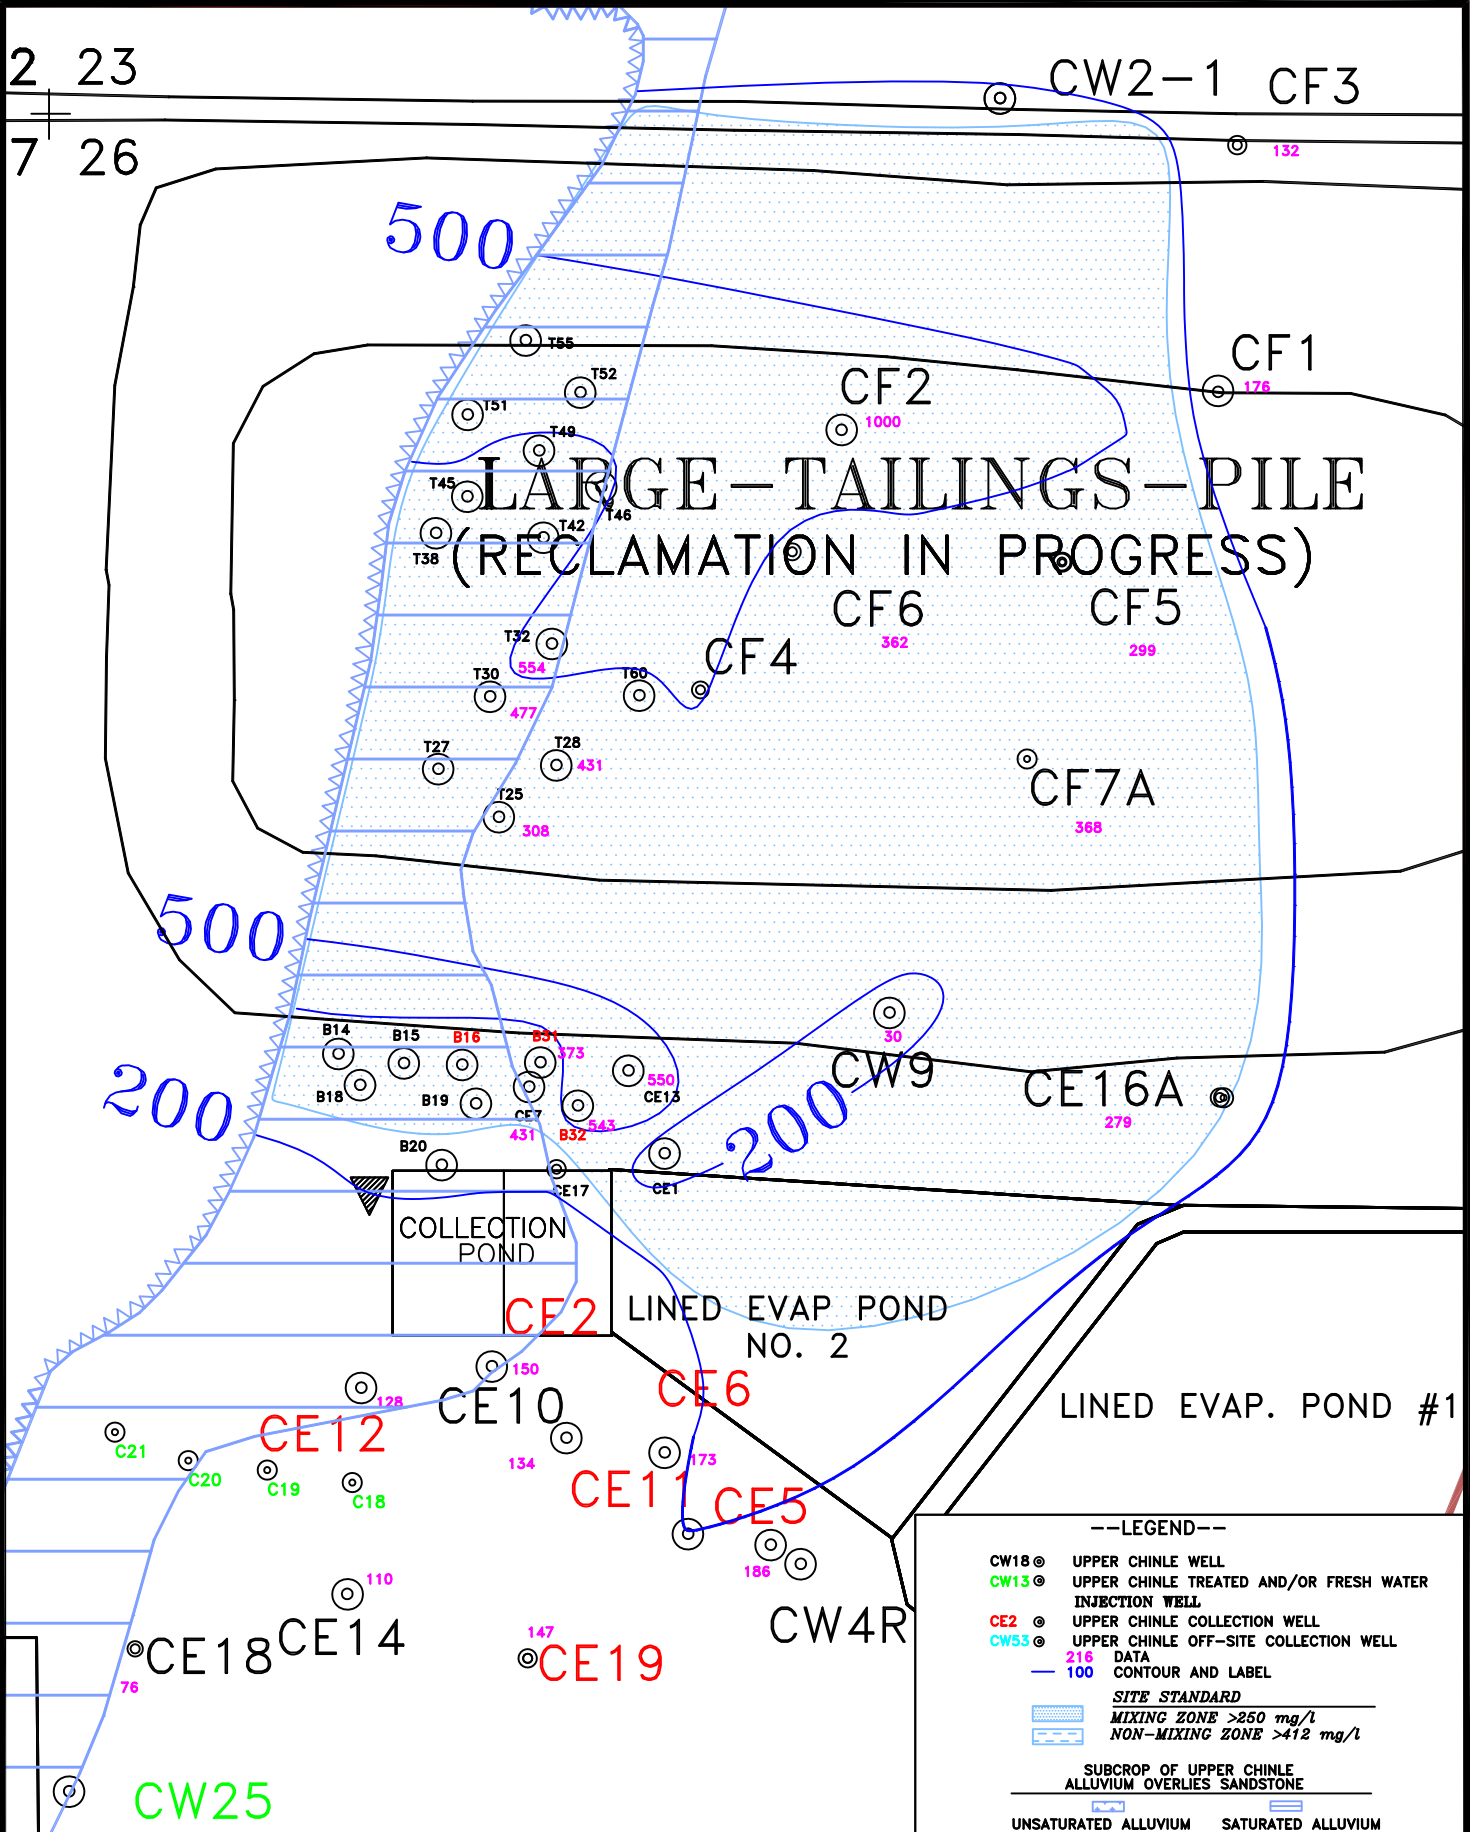 2 23
CW2-1 CF3
132
7 26
500
CF1
176
T55
T52
CF2
1000
T51
T49
LARGE-TAILINGS-PILE
T45
T46
T42
T38
(RECLAMATION IN PROGRESS)
CF6
362
CF5
299
T32
554
CF4
T30
477
T60
T27
T28
431
CF7A
368
T25
308
500
B14
B15
B16
B31
373
30
CW9
550
CE13
CE16A
279
200
B18
B19
CE7
431
543
B32
200
B20
CE17
CE1
COLLECTION
POND
CE2
LINED EVAP POND
NO. 2
150
CE6
128
CE10
LINED EVAP. POND #1
CE12
C21
C20
C19
C18
134
173
CE11
CE5
186
110
CE14
CW4R
147
CE18
CE19
76
CW25
--LEGEND--
CW18 UPPER CHINLE WELL
CW13 UPPER CHINLE TREATED AND/OR FRESH WATER
INJECTION WELL
CE2 UPPER CHINLE COLLECTION WELL
CW53 UPPER CHINLE OFF-SITE COLLECTION WELL
216 DATA
100 CONTOUR AND LABEL
SITE STANDARD
MIXING ZONE >250 mg/l
NON-MIXING ZONE >412 mg/l
SUBCROP OF UPPER CHINLE
ALLUVIUM OVERLIES SANDSTONE
UNSATURATED ALLUVIUM SATURATED ALLUVIUM